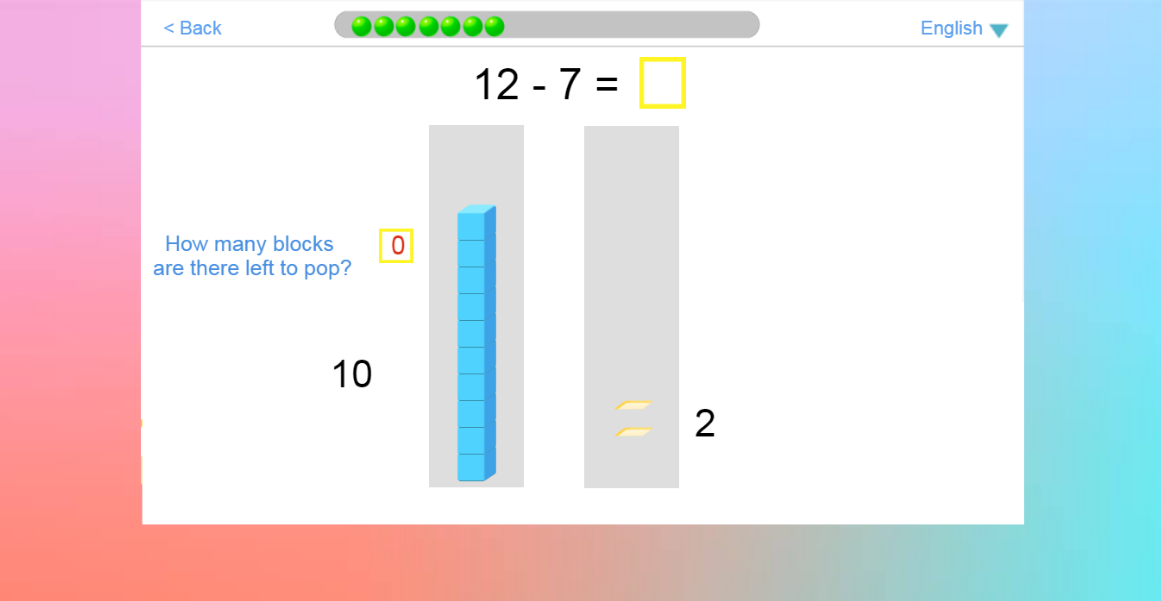 < Back
English
12 - 7 =
How many blocks
are there left to pop?
0
10
2